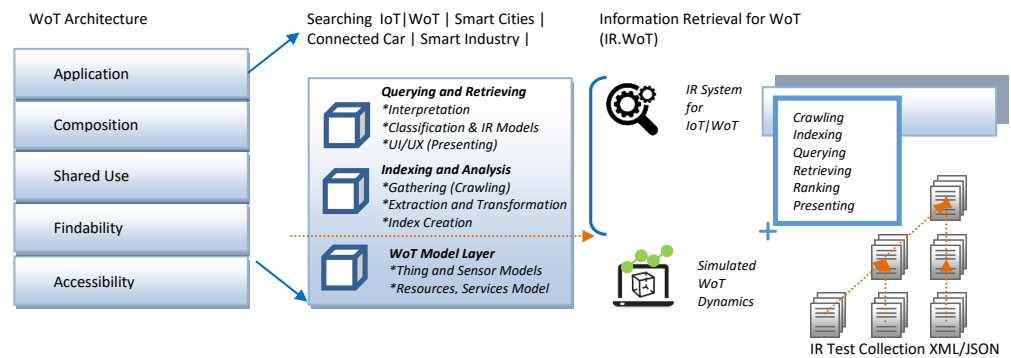 WoT Architecture
Application
Composition
Shared Use
Findability
Accessibility
Searching IoT|WoT | Smart Cities |
Connected Car | Smart Industry |
Querying and Retrieving
*Interpretation
*Classification & IR Models
*UI/UX (Presenting)
Indexing and Analysis
*Gathering (Crawling)
*Extraction and Transformation
*Index Creation
WoT Model Layer
*Thing and Sensor Models
*Resources, Services Model
Information Retrieval for WoT
(IR.WoT)
IR System
for
IoT|WoT
Crawling
Indexing
Querying
Retrieving
Ranking
Presenting
+
Simulated
WoT
Dynamics
IR Test Collection XML/JSON